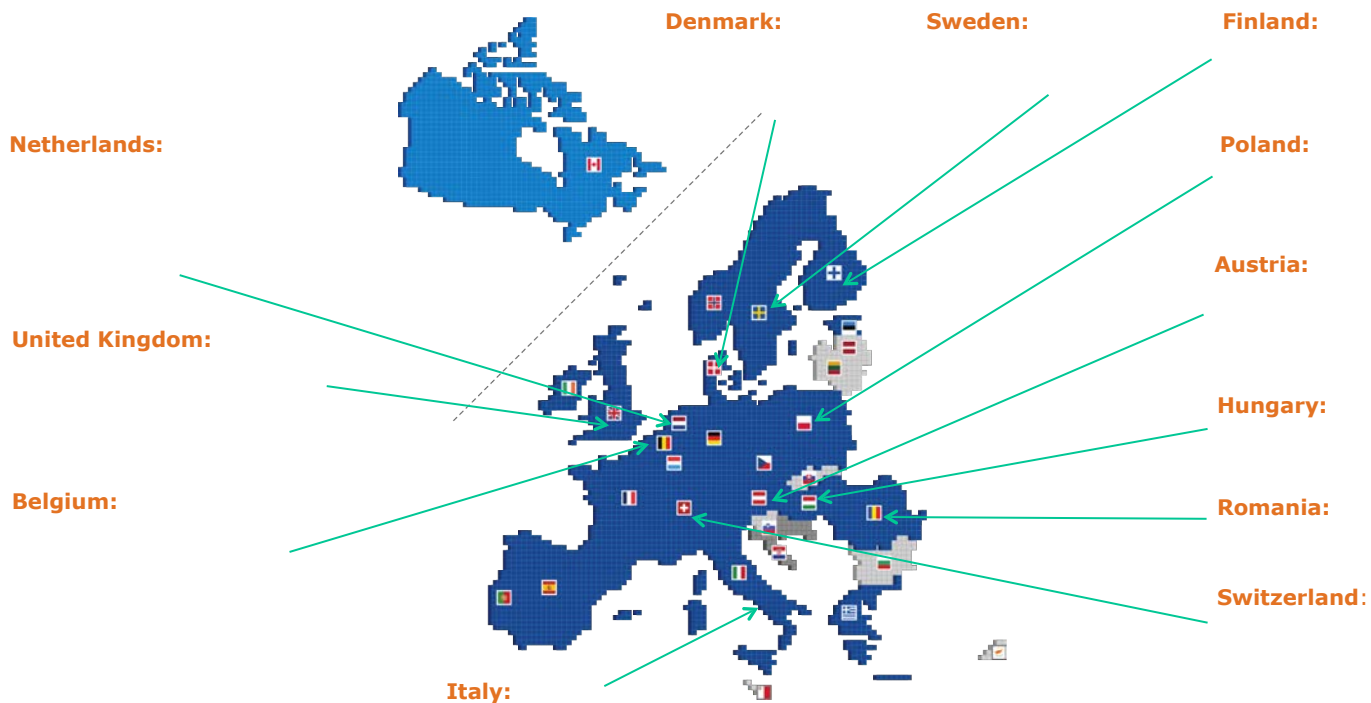 Denmark:
Sweden:
Finland:
Netherlands:
Poland:
Austria:
United Kingdom:
Hungary:
Belgium:
Romania:
Switzerland:
Italy: